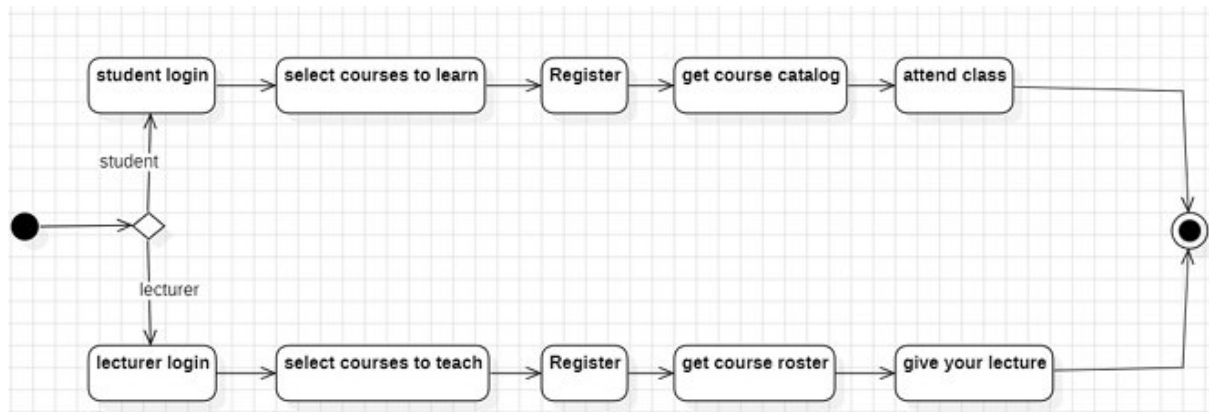 student login
select courses to learn
Register
get course catalog
attend class
student
lecturer
lecturer login
select courses to teach
Register
get course roster
give your lecture